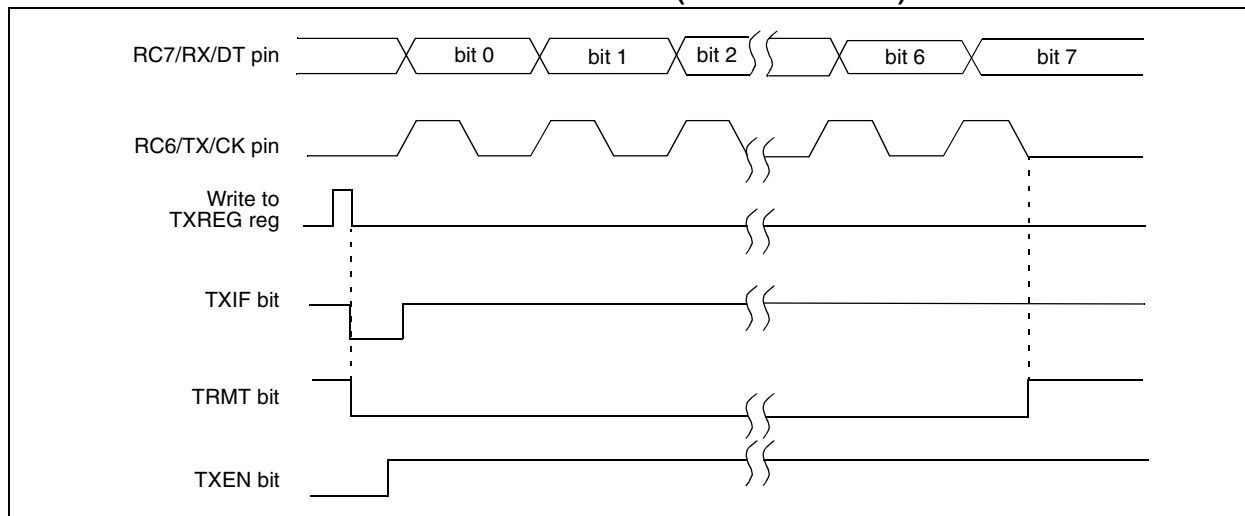 RC7/RX/DT pin
bit 0
bit 1
bit 2
bit 6
bit 7
RC6/TX/CK pin
Write to
TXREG reg
TXIF bit
TRMT bit
TXEN bit